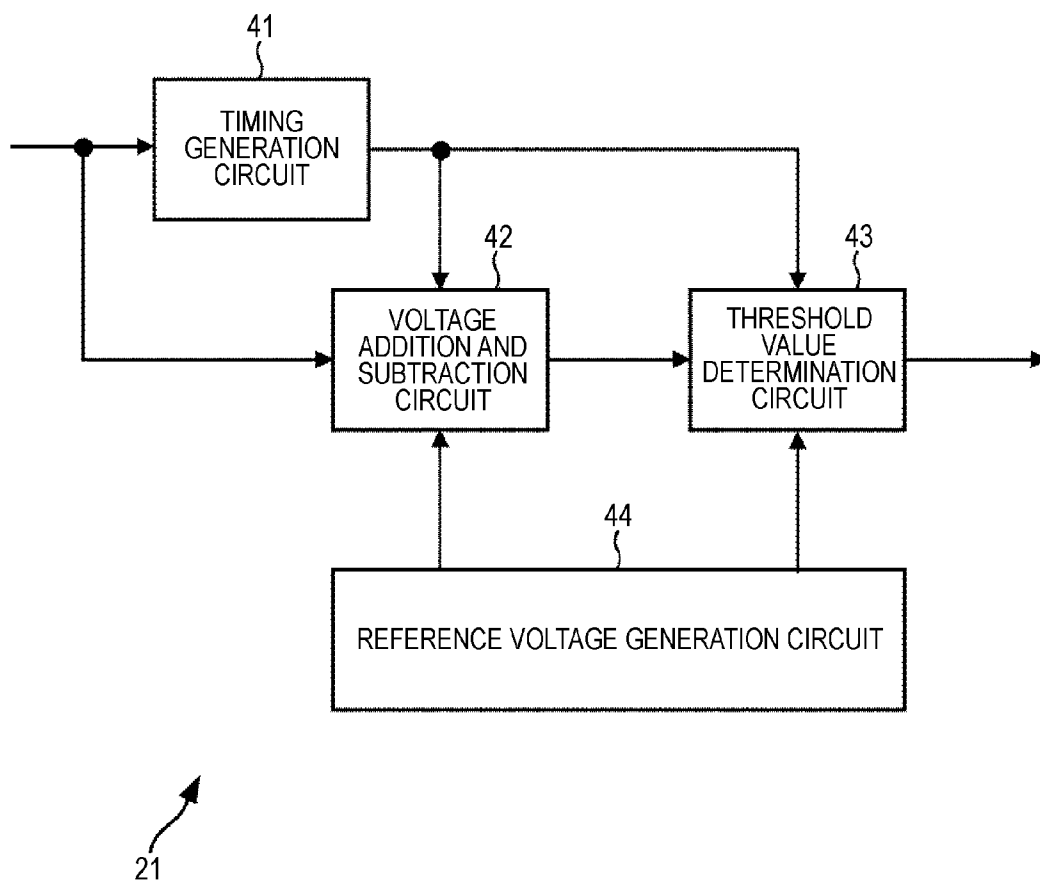 41
TIMING
GENERATION
CIRCUIT
42
43
VOLTAGE
ADDITION AND
SUBTRACTION
CIRCUIT
THRESHOLD
VALUE
DETERMINATION
CIRCUIT
44
REFERENCE VOLTAGE GENERATION CIRCUIT
21